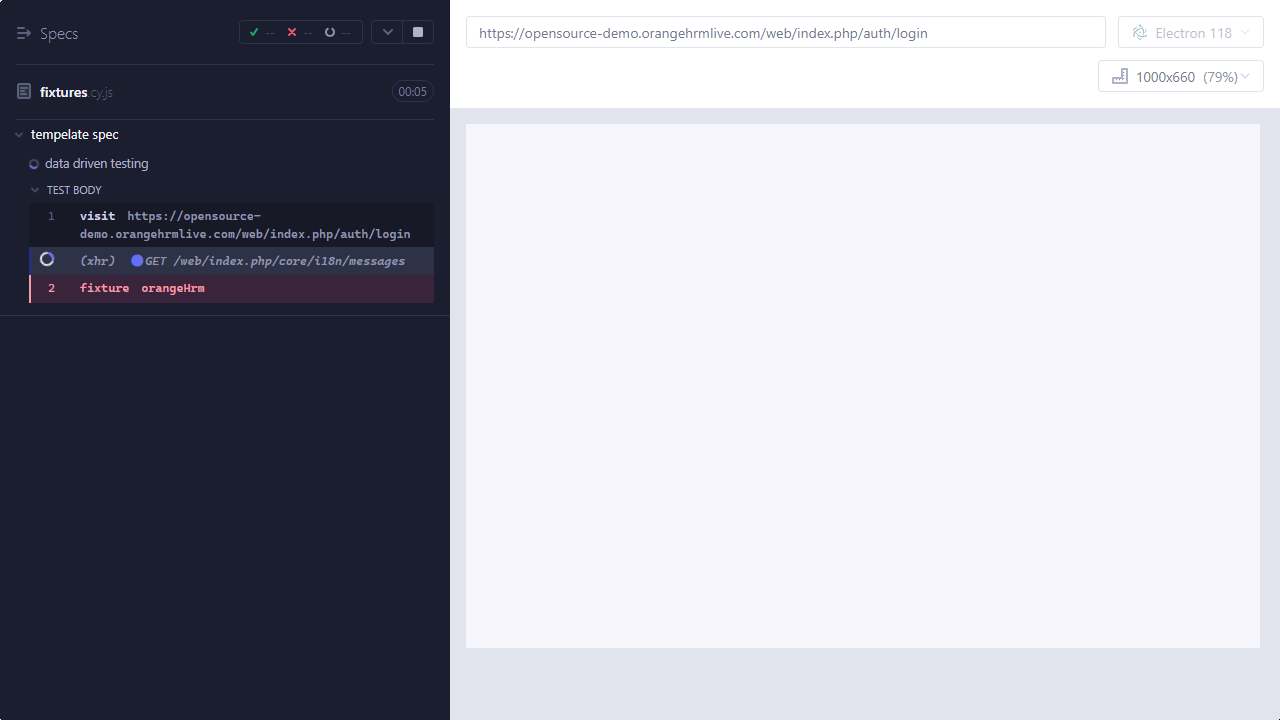 Specs
--
--
--
https://opensource-demo.orangehrmlive.com/web/index.php/auth/login
Electron 118
1000x660 (79%)
fixtures.cy.js
00:05
tempelate spec
data driven testing
TEST BODY
1 visit https://opensource-
demo.orangehrmlive.com/web/index.php/auth/login
(xhr) GET /web/index.php/core/i18n/messages
2 fixture orangeHrm